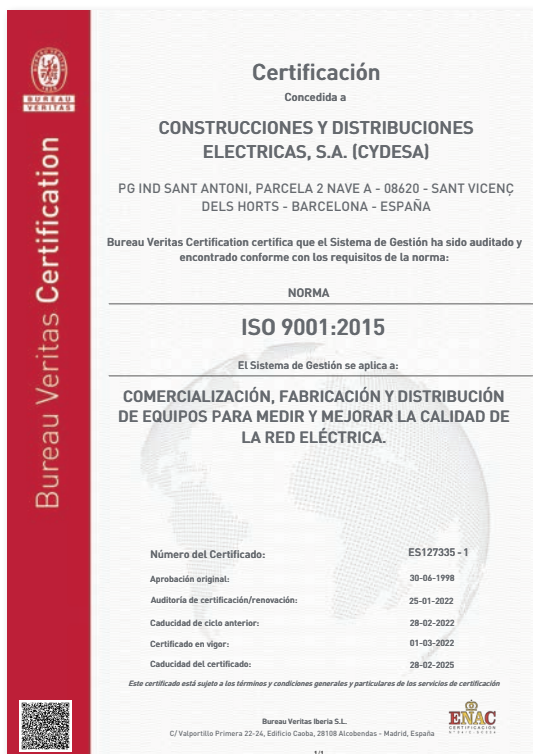 BUREAU
VERITAS
Bureau Veritas Certification
Certificación
Concedida a
CONSTRUCCIONES Y DISTRIBUCIONES
ELECTRICAS, S.A. (CYDESA)
PG IND SANT ANTONI, PARCELA 2 NAVE A - 08620 - SANT VICENÇ
DELS HORTS - BARCELONA - ESPAÑA
Bureau Veritas Certification certifica que el Sistema de Gestión ha sido auditado y
encontrado conforme con los requisitos de la norma:
NORMA
ISO 9001:2015
El Sistema de Gestión se aplica a:
COMERCIALIZACIÓN, FABRICACIÓN Y DISTRIBUCIÓN
DE EQUIPOS PARA MEDIR Y MEJORAR LA CALIDAD DE
LA RED ELÉCTRICA.
Número del Certificado: ES127335 - 1
Aprobación original: 30-06-1998
Auditoría de certificación/renovación: 25-01-2022
Caducidad de ciclo anterior: 28-02-2022
Certificado en vigor: 01-03-2022
Caducidad del certificado: 28-02-2025
Este certificado está sujeto a los términos y condiciones generales y particulares de los servicios de certificación
Bureau Veritas Iberia S.L.
C/ Valportillo Primera 22-24, Edificio Caoba, 28108 Alcobendas - Madrid, España
ENAC
CERTIFICACIÓN
1/1